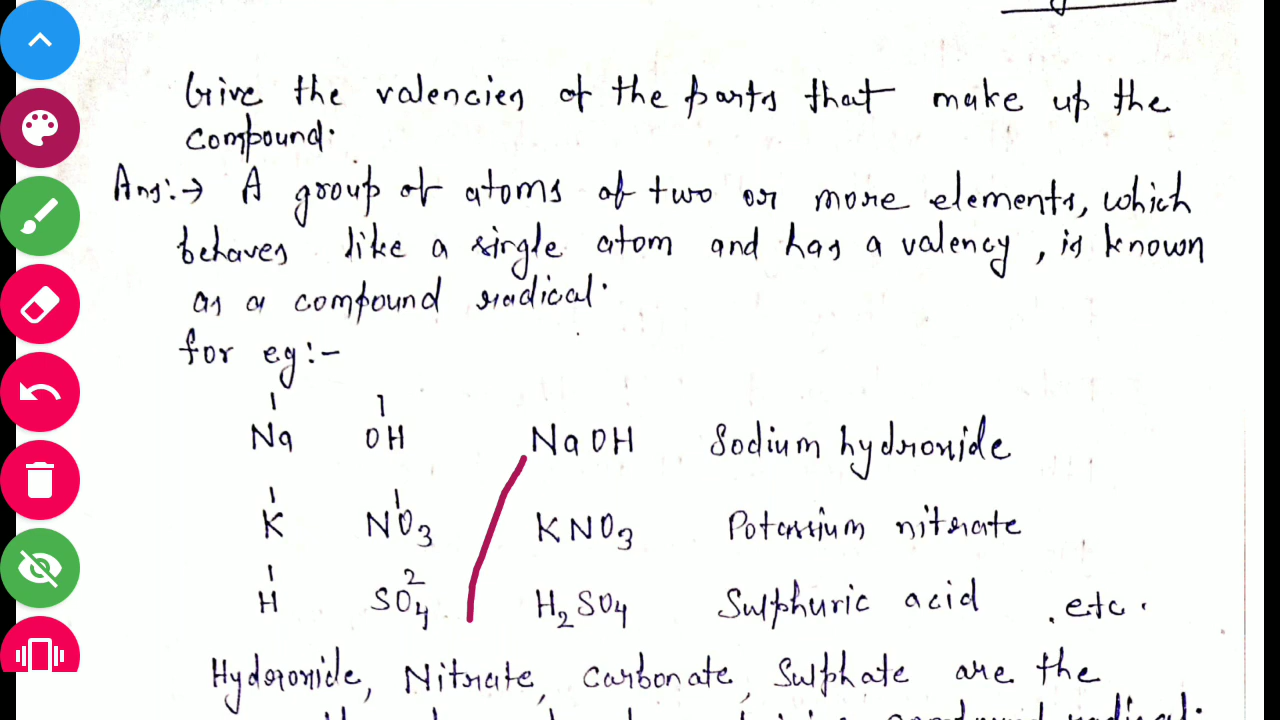 Give the valencies of the parts that make up the
compound.
Ans:→ A group of atoms of two or more elements, which
behaves like a single atom and has a valency, is known
as a compound radical.
for eg:-
1 1
Na OH NaOH Sodium hydroxide
1 1
K NO3 KNO3 Potassium nitrate
1 2
H SO4 H2SO4 Sulphuric acid . etc.
Hydroxide, Nitrate, Carbonate, Sulphate are the
compound radical.